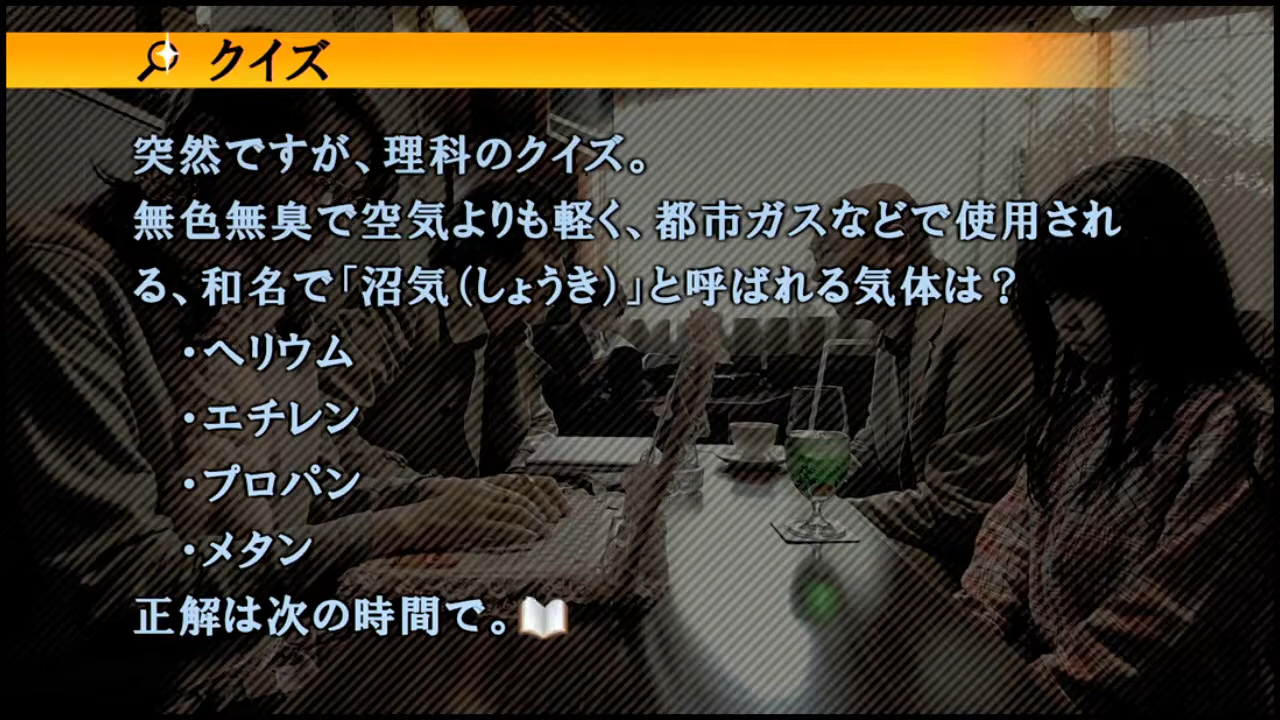 クイズ
突然ですが、理科のクイズ。
無色無臭で空気よりも軽く、都市ガスなどで使用され
る、和名で「沼気(しょうき)」と呼ばれる気体は?
・ヘリウム
・エチレン
・プロパン
・メタン
正解は次の時間で。